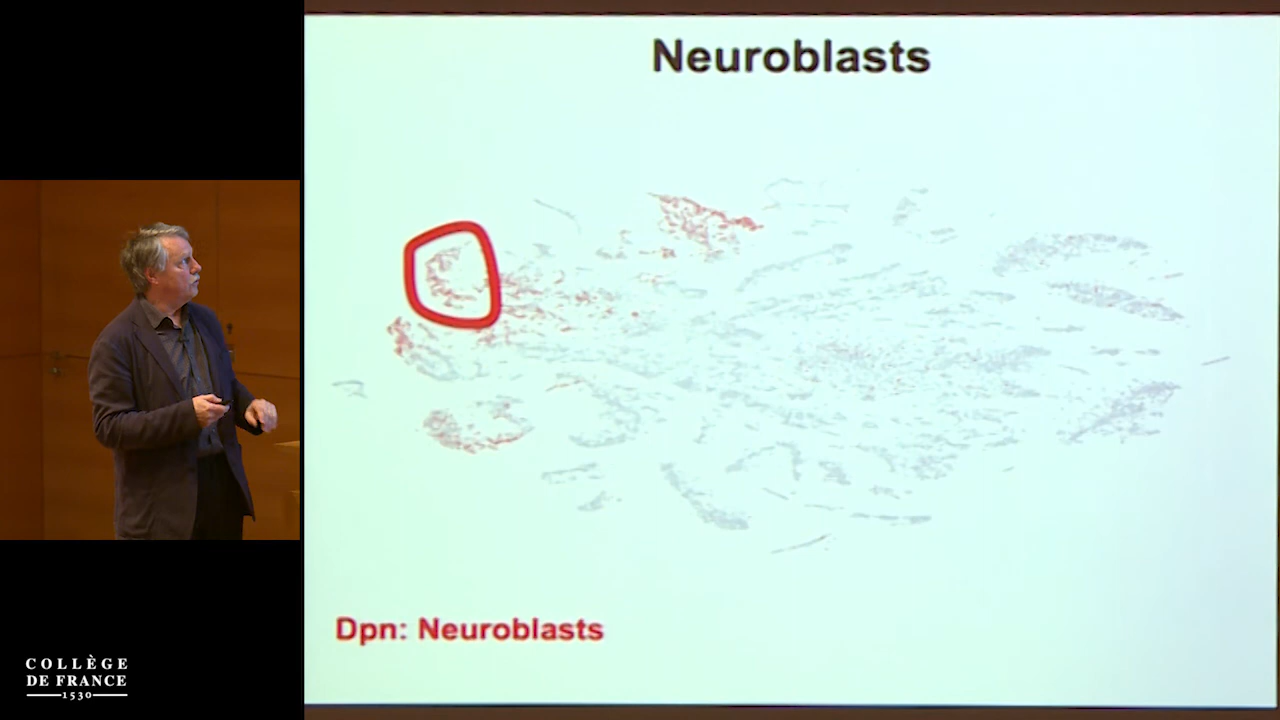 Neuroblasts
Dpn: Neuroblasts
COLLÈGE
DE FRANCE
1530